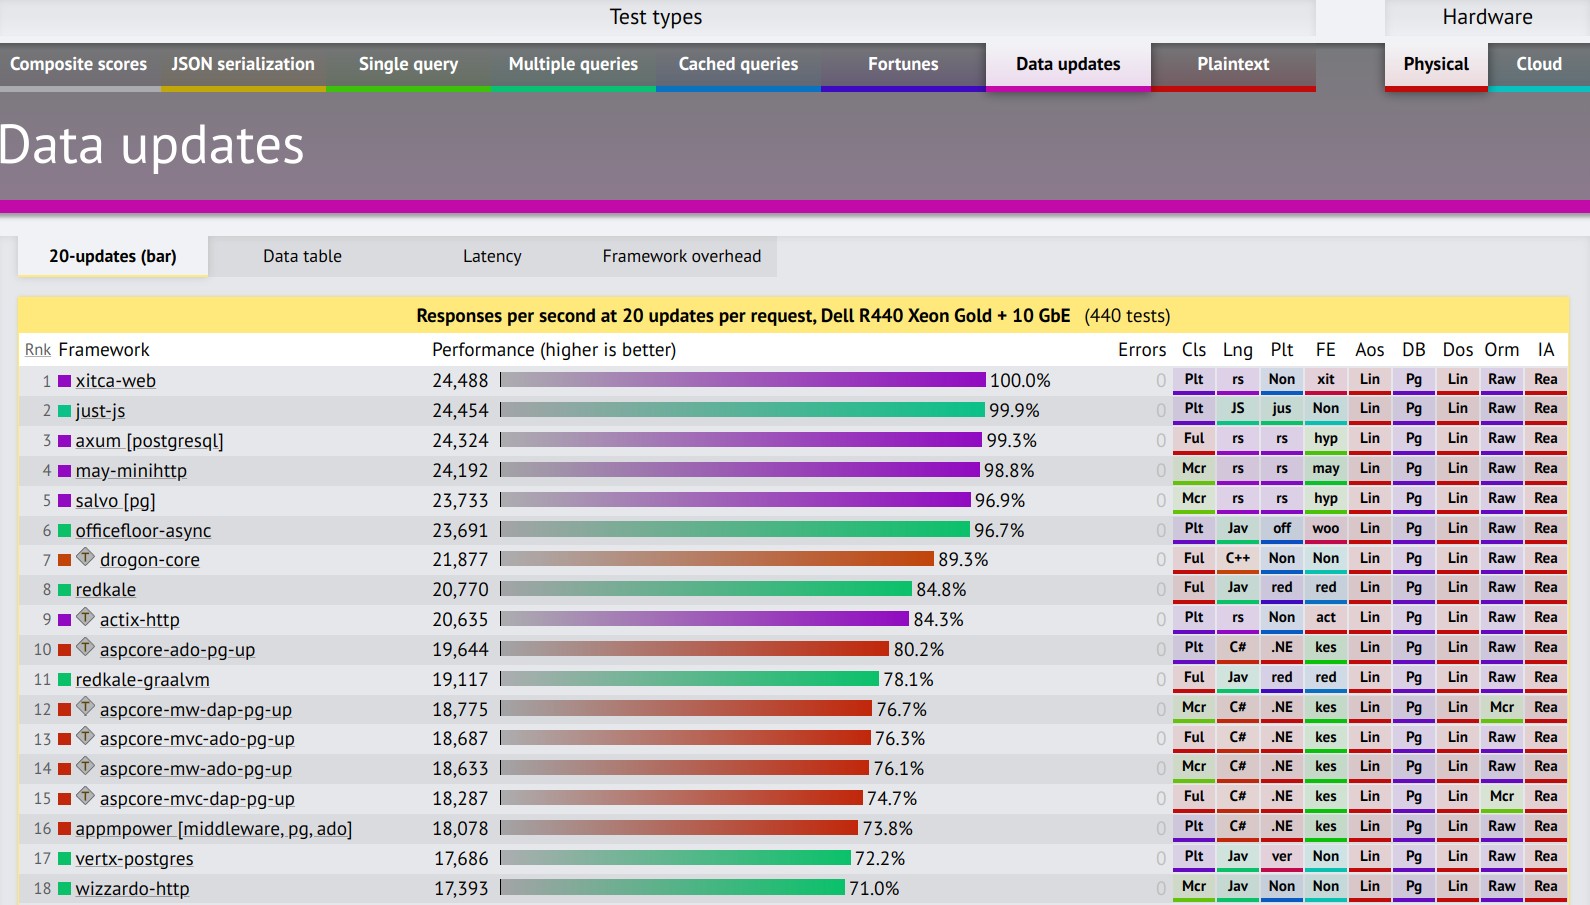 Test types Hardware
Composite scores JSON serialization Single query Multiple queries Cached queries Fortunes Data updates Plaintext Physical Cloud
Data updates
20-updates (bar) Data table Latency Framework overhead
Responses per second at 20 updates per request, Dell R440 Xeon Gold + 10 GbE (440 tests)
Rnk Framework Performance (higher is better) Errors Cls Lng Plt FE Aos DB Dos Orm IA
1 xitca-web 24,488 100.0% 0 Plt rs Non xit Lin Pg Lin Raw Rea
2 just-js 24,454 99.9% 0 Plt JS jus Non Lin Pg Lin Raw Rea
3 axum [postgresql] 24,324 99.3% 0 Ful rs rs hyp Lin Pg Lin Raw Rea
4 may-minihttp 24,192 98.8% 0 Mcr rs rs may Lin Pg Lin Raw Rea
5 salvo [pg] 23,733 96.9% 0 Mcr rs rs hyp Lin Pg Lin Raw Rea
6 officefloor-async 23,691 96.7% 0 Plt Jav off woo Lin Pg Lin Raw Rea
7 T drogon-core 21,877 89.3% 0 Ful C++ Non Non Lin Pg Lin Raw Rea
8 redkale 20,770 84.8% 0 Ful Jav red red Lin Pg Lin Raw Rea
9 T actix-http 20,635 84.3% 0 Plt rs Non act Lin Pg Lin Raw Rea
10 T aspcore-ado-pg-up 19,644 80.2% 0 Plt C# .NE kes Lin Pg Lin Raw Rea
11 redkale-graalvm 19,117 78.1% 0 Ful Jav red red Lin Pg Lin Raw Rea
12 T aspcore-mw-dap-pg-up 18,775 76.7% 0 Mcr C# .NE kes Lin Pg Lin Mcr Rea
13 T aspcore-mvc-ado-pg-up 18,687 76.3% 0 Ful C# .NE kes Lin Pg Lin Raw Rea
14 T aspcore-mw-ado-pg-up 18,633 76.1% 0 Mcr C# .NE kes Lin Pg Lin Raw Rea
15 T aspcore-mvc-dap-pg-up 18,287 74.7% 0 Ful C# .NE kes Lin Pg Lin Mcr Rea
16 appmpower [middleware, pg, ado] 18,078 73.8% 0 Plt C# .NE kes Lin Pg Lin Raw Rea
17 vertx-postgres 17,686 72.2% 0 Plt Jav ver Non Lin Pg Lin Raw Rea
18 wizzardo-http 17,393 71.0% 0 Mcr Jav Non Non Lin Pg Lin Raw Rea